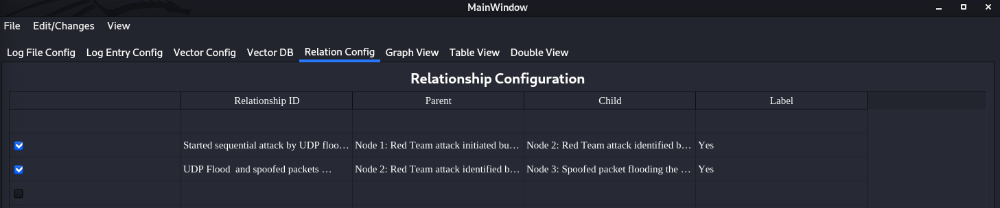 MainWindow
File Edit/Changes View
Log File Config Log Entry Config Vector Config Vector DB Relation Config Graph View Table View Double View
Relationship Configuration
Relationship ID Parent Child Label
Started sequential attack by UDP floo… Node 1: Red Team attack initiated bu… Node 2: Red Team attack identified b… Yes
UDP Flood and spoofed packets … Node 2: Red Team attack identified b… Node 3: Spoofed packet flooding the … Yes